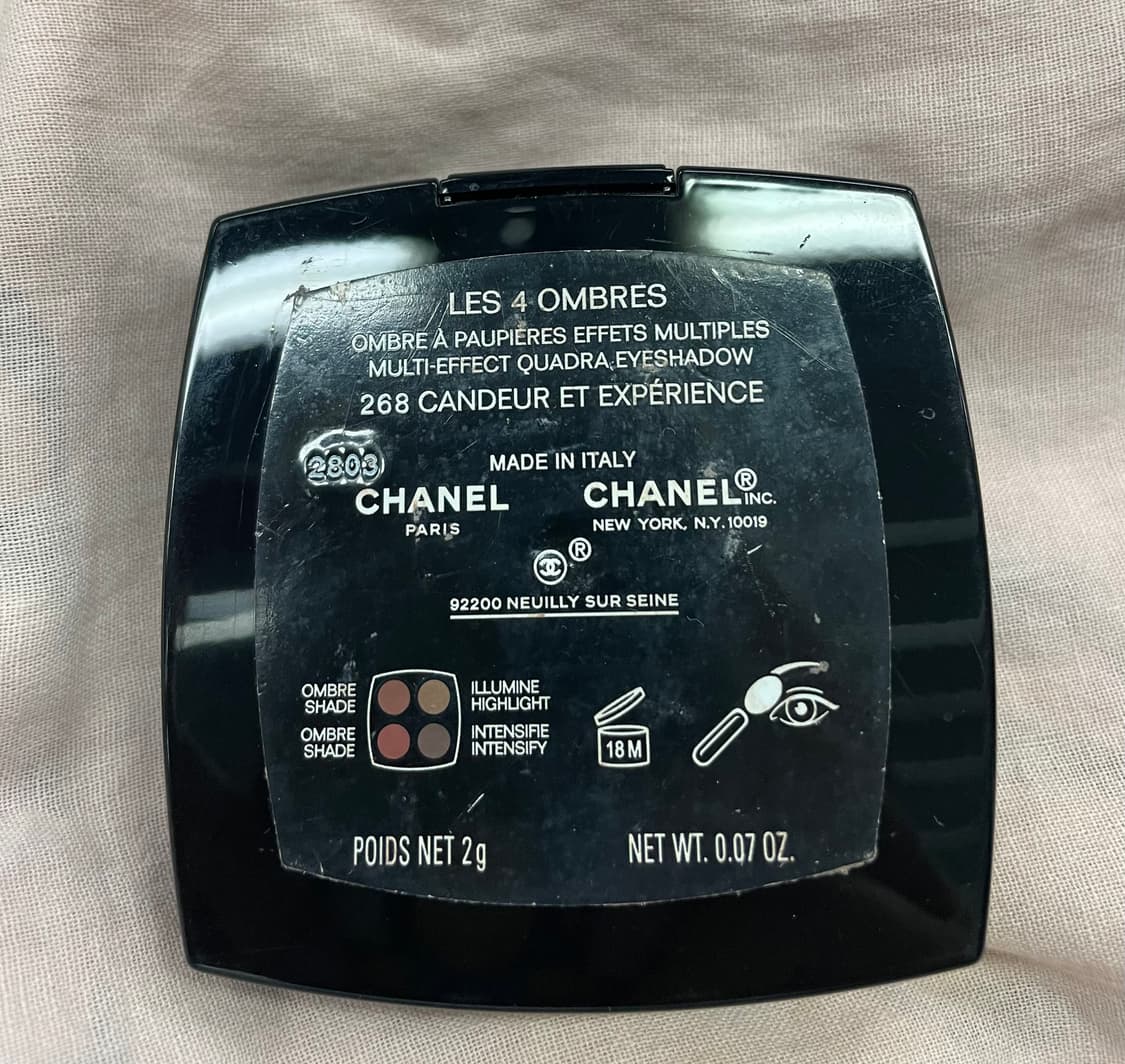 LES 4 OMBRES
OMBRE À PAUPIÈRES EFFETS MULTIPLES
MULTI-EFFECT QUADRA EYESHADOW
268 CANDEUR ET EXPÉRIENCE
2803
MADE IN ITALY
CHANEL
PARIS
CHANEL® INC.
NEW YORK, N.Y. 10019
®
92200 NEUILLY SUR SEINE
OMBRE
SHADE
ILLUMINE
HIGHLIGHT
OMBRE
SHADE
INTENSIFIE
INTENSIFY
18M
POIDS NET 2g
NET WT. 0.07 OZ.